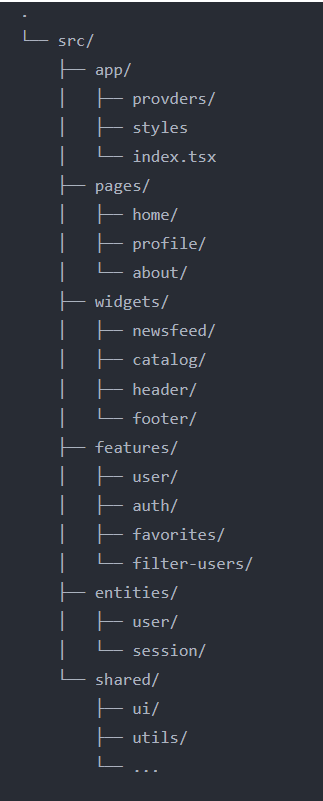 .
└── src/
    ├── app/
    │   ├── provders/
    │   ├── styles
    │   └── index.tsx
    ├── pages/
    │   ├── home/
    │   ├── profile/
    │   └── about/
    ├── widgets/
    │   ├── newsfeed/
    │   ├── catalog/
    │   ├── header/
    │   └── footer/
    ├── features/
    │   ├── user/
    │   ├── auth/
    │   ├── favorites/
    │   └── filter-users/
    ├── entities/
    │   ├── user/
    │   └── session/
    └── shared/
        ├── ui/
        ├── utils/
        └── ...